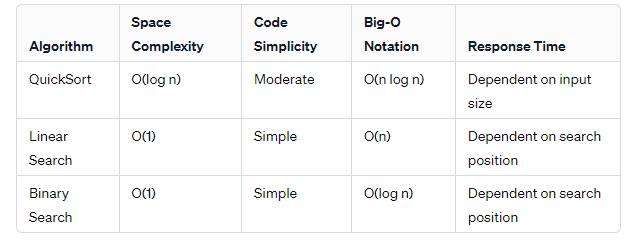 Algorithm Space Complexity Code Simplicity Big-O Notation Response Time
QuickSort O(log n) Moderate O(n log n) Dependent on input size
Linear Search O(1) Simple O(n) Dependent on search position
Binary Search O(1) Simple O(log n) Dependent on search position